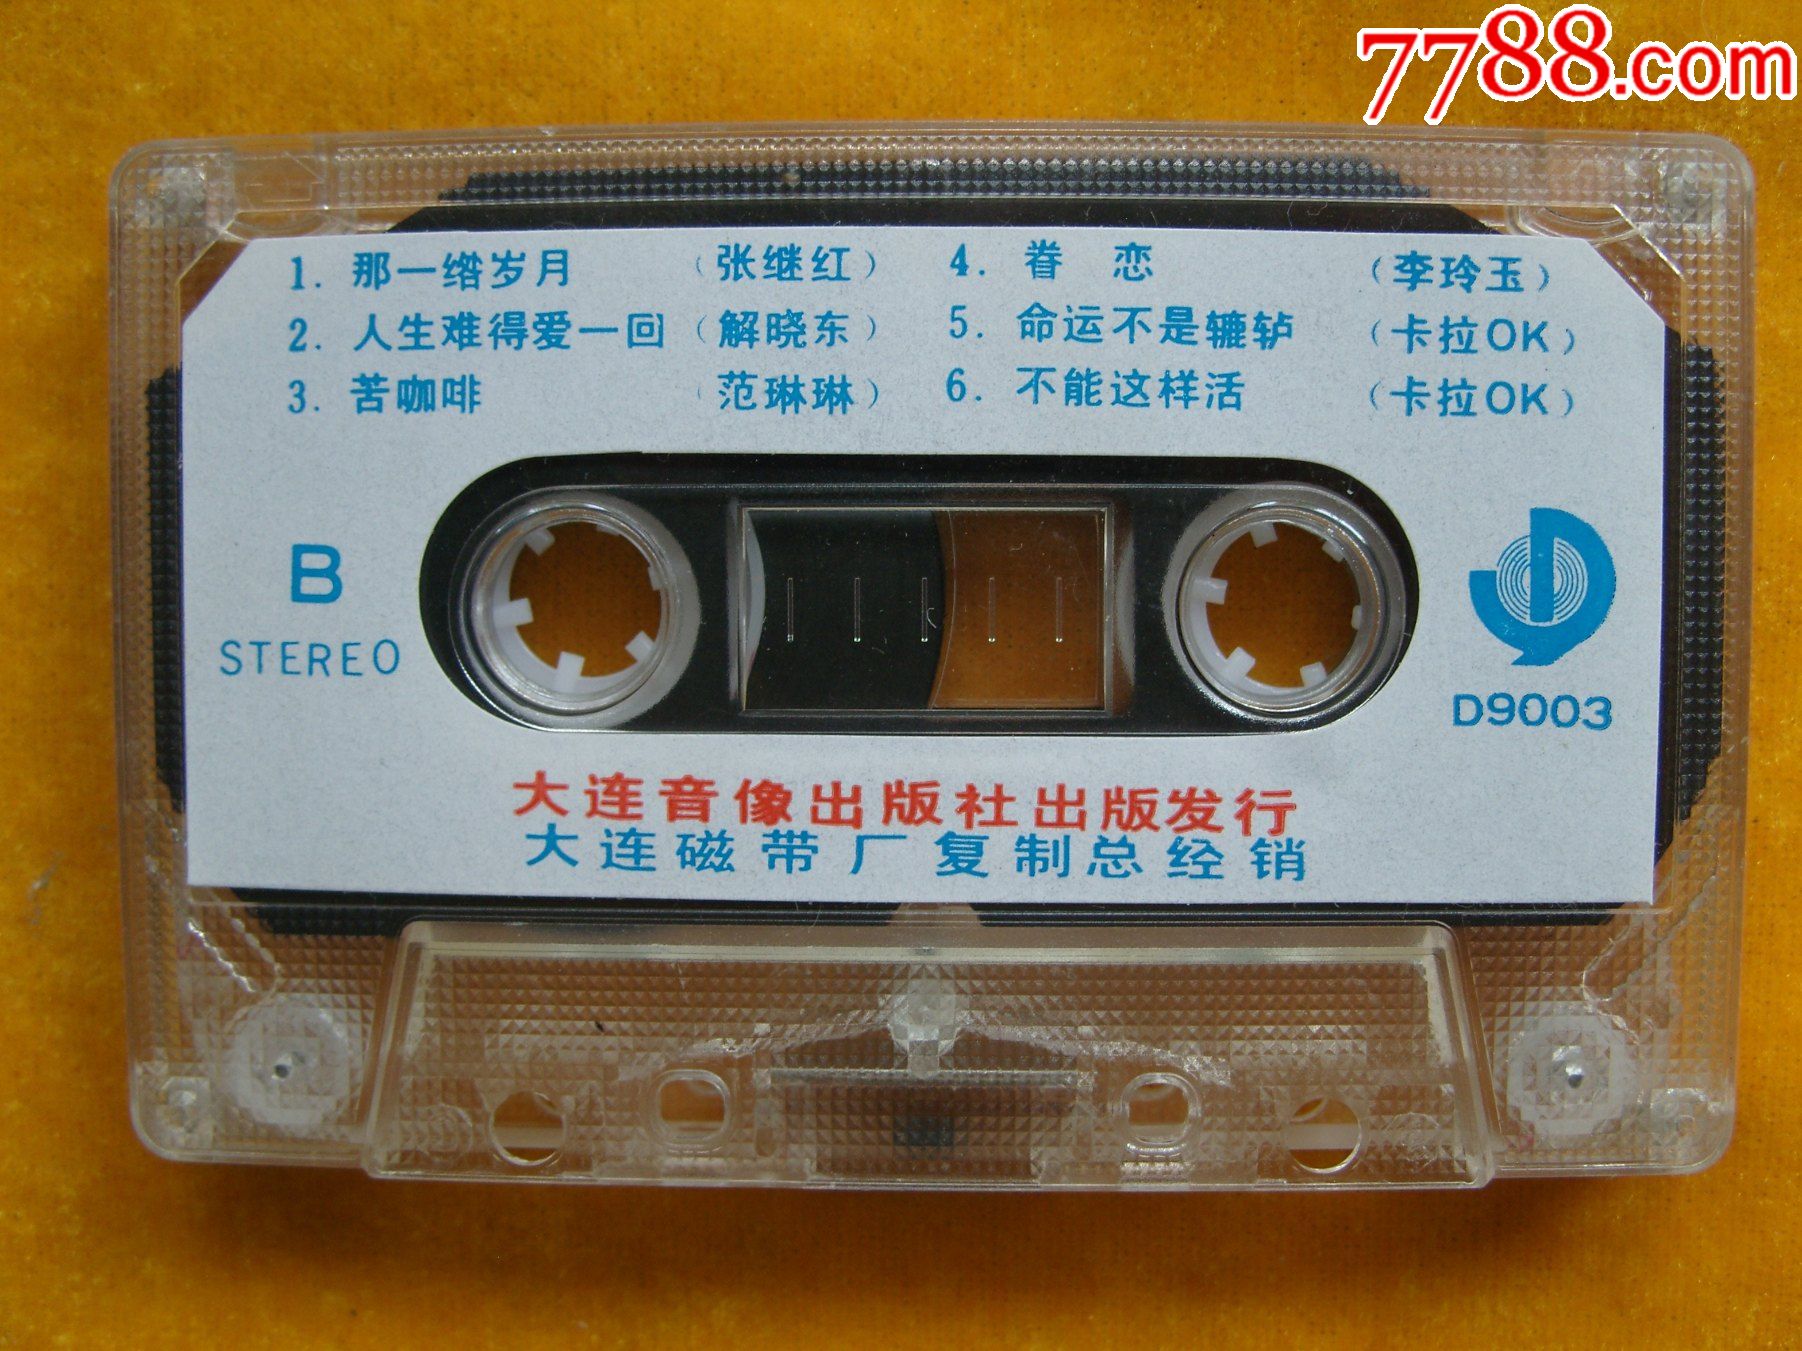 7788.com
1. 那一绺岁月 (张继红)
2. 人生难得爱一回 (解晓东)
3. 苦咖啡 (范琳琳)
4. 眷 恋 (李玲玉)
5. 命运不是辘轳 (卡拉OK)
6. 不能这样活 (卡拉OK)
B
STEREO
D9003
大连音像出版社出版发行
大连磁带厂复制总经销